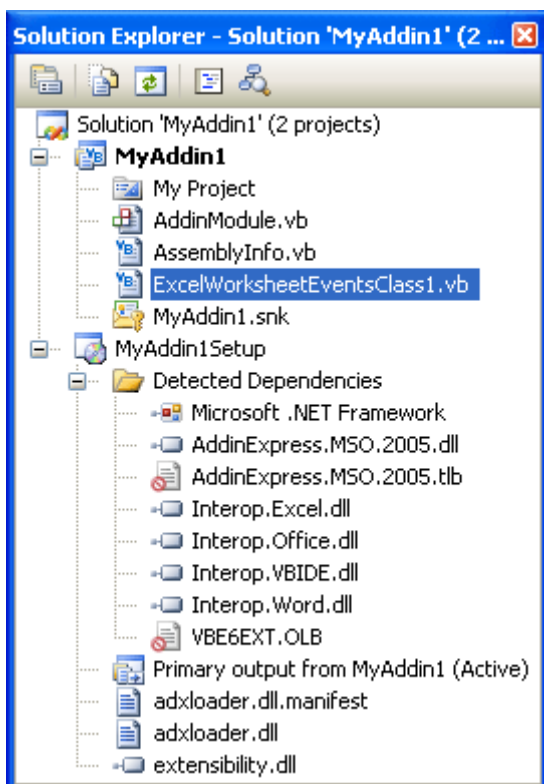 Solution Explorer - Solution 'MyAddin1' (2 ...
Solution 'MyAddin1' (2 projects)
MyAddin1
My Project
AddinModule.vb
AssemblyInfo.vb
ExcelWorksheetEventsClass1.vb
MyAddin1.snk
MyAddin1Setup
Detected Dependencies
Microsoft .NET Framework
AddinExpress.MSO.2005.dll
AddinExpress.MSO.2005.tlb
Interop.Excel.dll
Interop.Office.dll
Interop.VBIDE.dll
Interop.Word.dll
VBE6EXT.OLB
Primary output from MyAddin1 (Active)
adxloader.dll.manifest
adxloader.dll
extensibility.dll